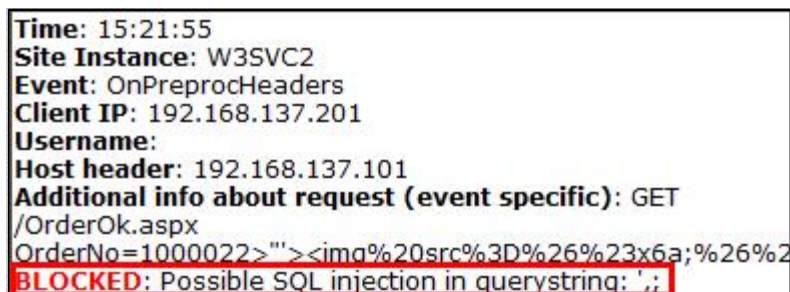 Time: 15:21:55
Site Instance: W3SVC2
Event: OnPreprocHeaders
Client IP: 192.168.137.201
Username:
Host header: 192.168.137.101
Additional info about request (event specific): GET
/OrderOk.aspx
OrderNo=1000022>"'><img%20src%3D%26%23x6a;%26%2
BLOCKED: Possible SQL injection in querystring: ',;